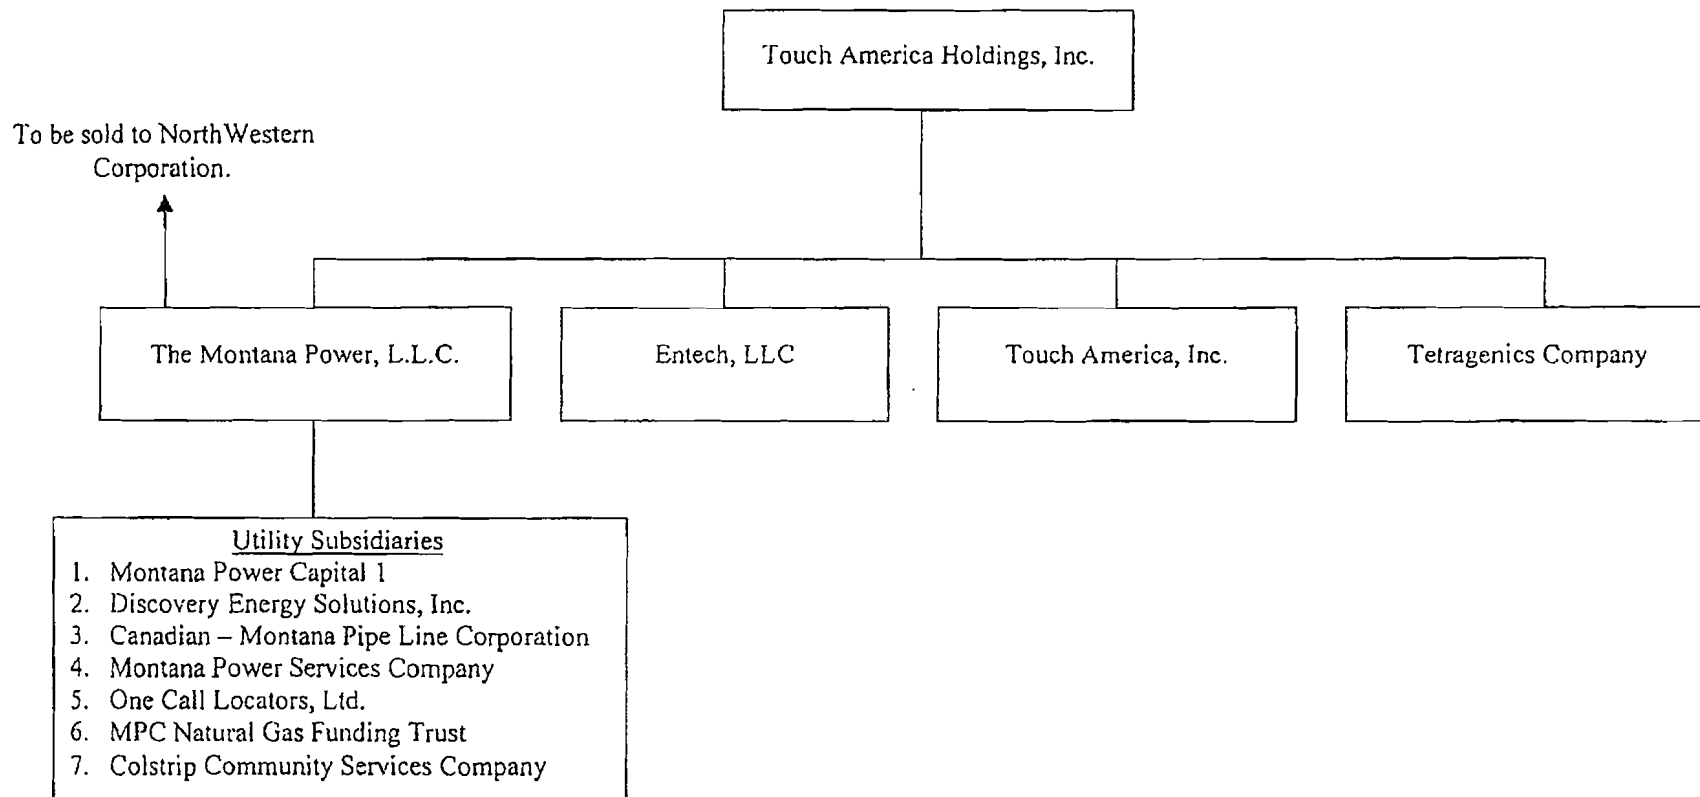 Touch America Holdings, Inc.
To be sold to NorthWestern
Corporation.
The Montana Power, L.L.C.
Entech, LLC
Touch America, Inc.
Tetragenics Company
Utility Subsidiaries
1. Montana Power Capital 1
2. Discovery Energy Solutions, Inc.
3. Canadian – Montana Pipe Line Corporation
4. Montana Power Services Company
5. One Call Locators, Ltd.
6. MPC Natural Gas Funding Trust
7. Colstrip Community Services Company